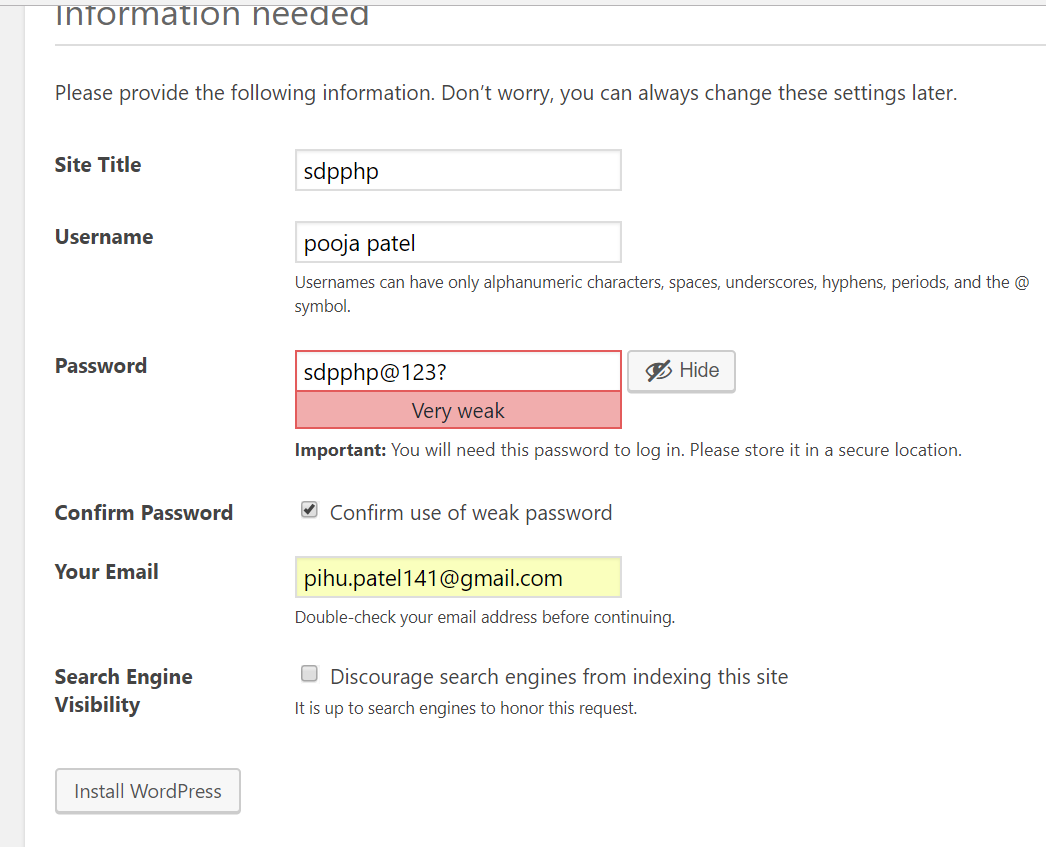 Information needed
Please provide the following information. Don’t worry, you can always change these settings later.
Site Title
sdpphp
Username
pooja patel
Usernames can have only alphanumeric characters, spaces, underscores, hyphens, periods, and the @
symbol.
Password
sdpphp@123?
Hide
Very weak
Important: You will need this password to log in. Please store it in a secure location.
Confirm Password
Confirm use of weak password
Your Email
pihu.patel141@gmail.com
Double-check your email address before continuing.
Search Engine
Visibility
Discourage search engines from indexing this site
It is up to search engines to honor this request.
Install WordPress